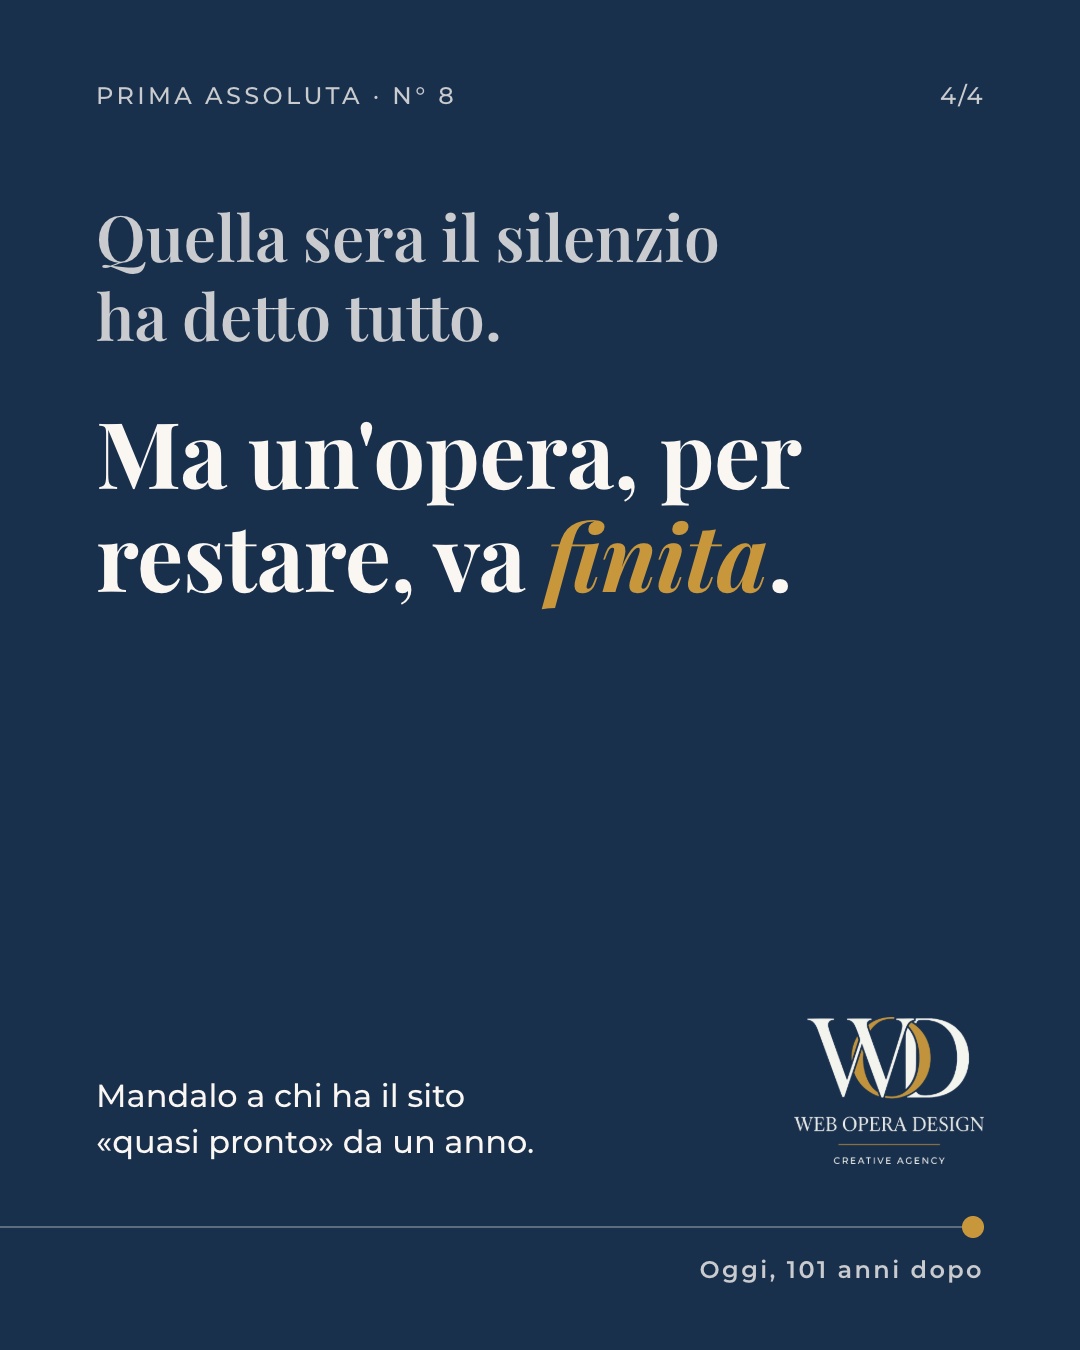 PRIMA ASSOLUTA · N° 8
4/4
Quella sera il silenzio
ha detto tutto.
Ma un'opera, per
restare, va finita.
Mandalo a chi ha il sito
«quasi pronto» da un anno.
WOD
WEB OPERA DESIGN
CREATIVE AGENCY
Oggi, 101 anni dopo